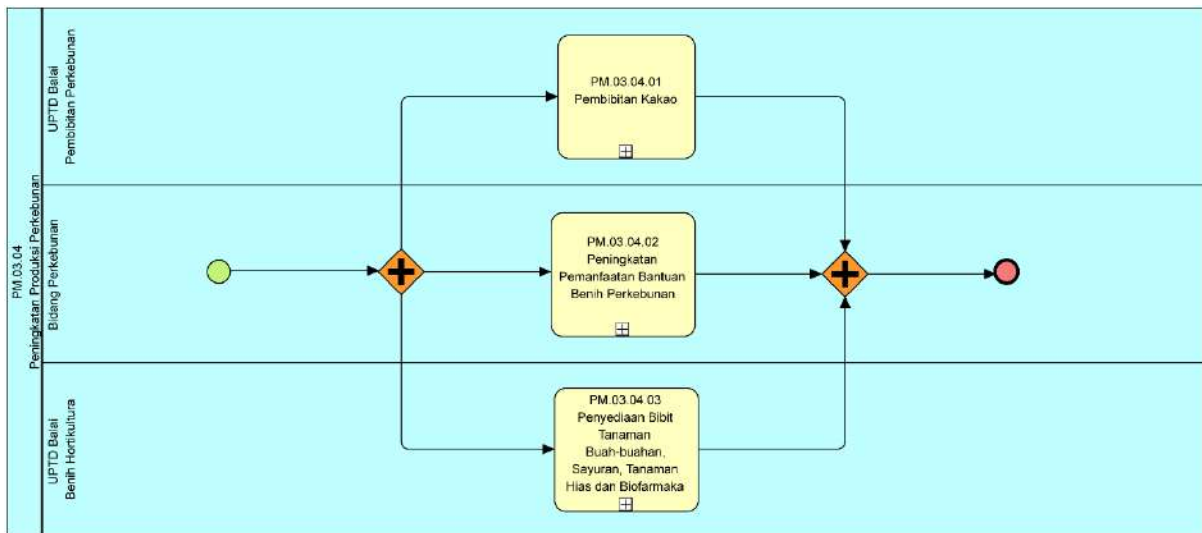 PM.03.04
Peningkatan Produksi Perkebunan
UPTD Balai
Pembibitan Perkebunan
PM.03.04.01
Pembibitan Kakao
Bidang Perkebunan
PM.03.04.02
Peningkatan
Pemanfaatan Bantuan
Benih Perkebunan
UPTD Balai
Benih Hortikultura
PM.03.04.03
Penyediaan Bibit
Tanaman
Buah-buahan,
Sayuran, Tanaman
Hias dan Biofarmaka